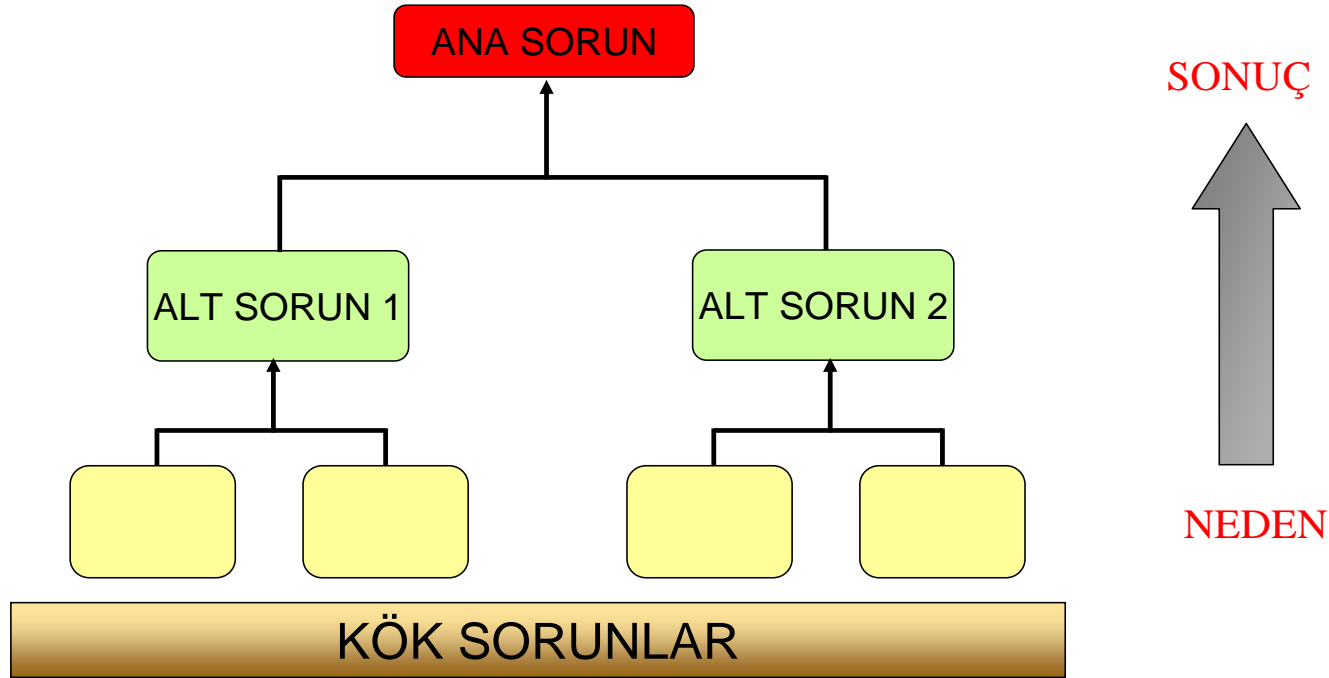 ANA SORUN
SONUÇ
ALT SORUN 1
ALT SORUN 2
NEDEN
KÖK SORUNLAR